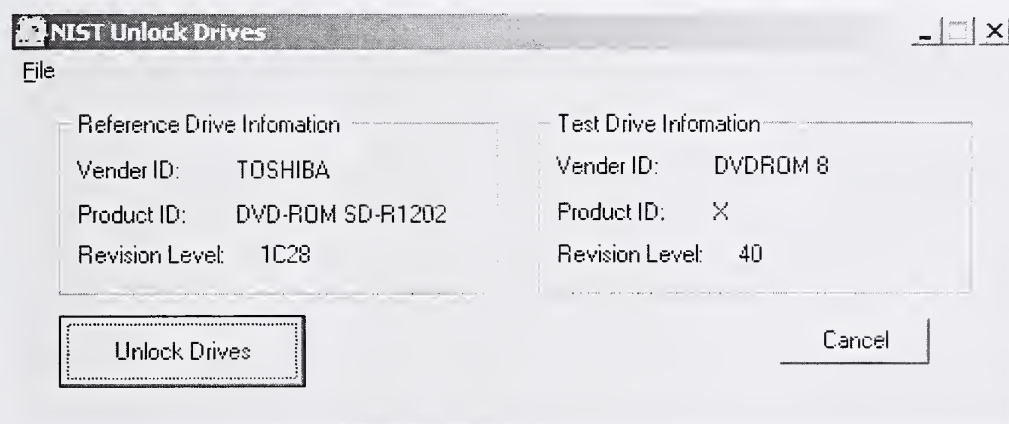 NIST Unlock Drives
File
Reference Drive Infomation
Vender ID: TOSHIBA
Product ID: DVD-ROM SD-R1202
Revision Level: 1C28
Test Drive Infomation
Vender ID: DVDROM 8
Product ID: X
Revision Level: 40
Unlock Drives
Cancel